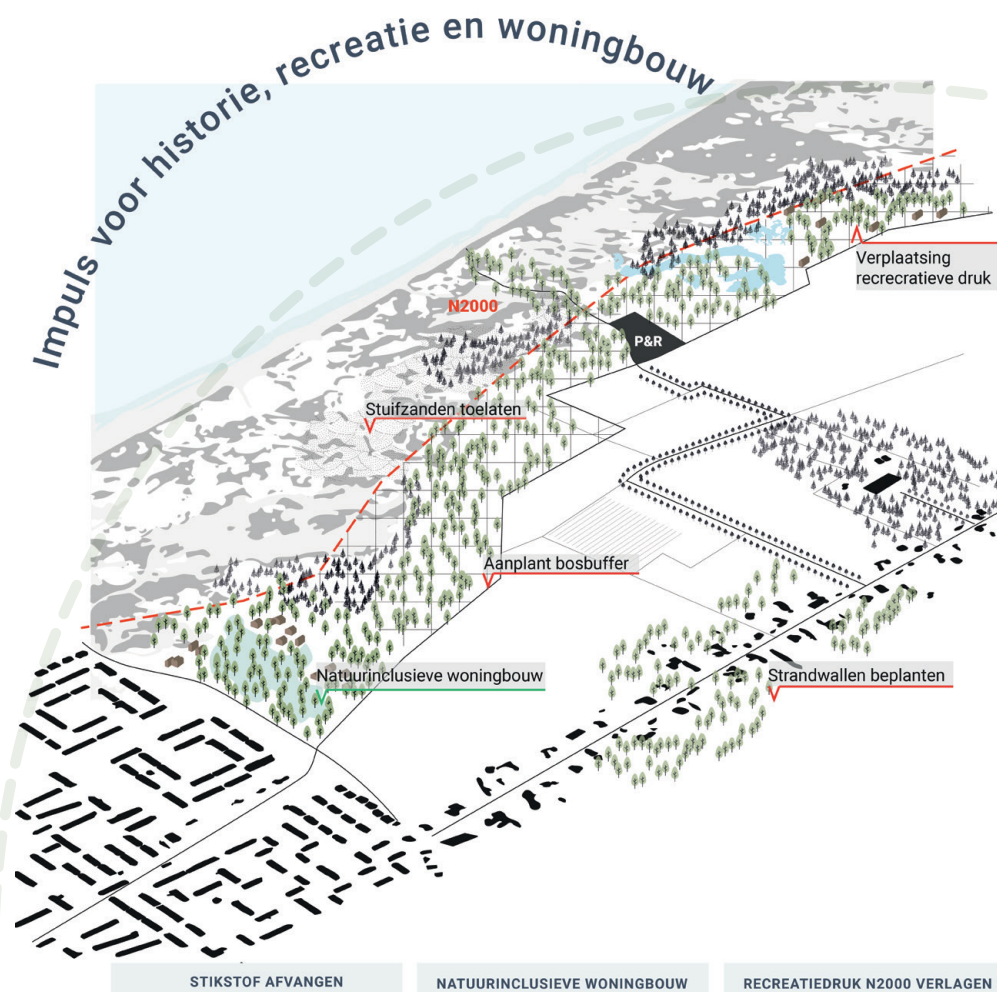 Impuls voor historie, recreatie en woningbouw
Verplaatsing
recrecratieve druk
N2000
P&R
Stuifzanden toelaten
Aanplant bosbuffer
Natuurinclusieve woningbouw
Strandwallen beplanten
STIKSTOF AFVANGEN
NATUURINCLUSIEVE WONINGBOUW
RECREATIEDRUK N2000 VERLAGEN